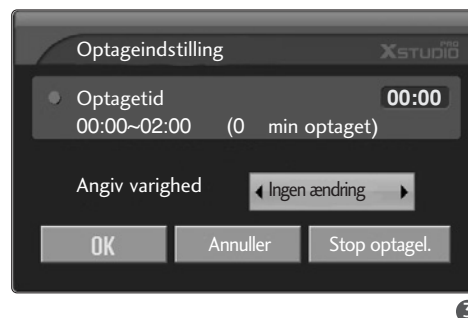 Optageindstilling XSTUDIO PRO
Optagetid 00:00
00:00~02:00 (0 min optaget)
Angiv varighed Ingen ændring
OK Annuller Stop optagel.
3